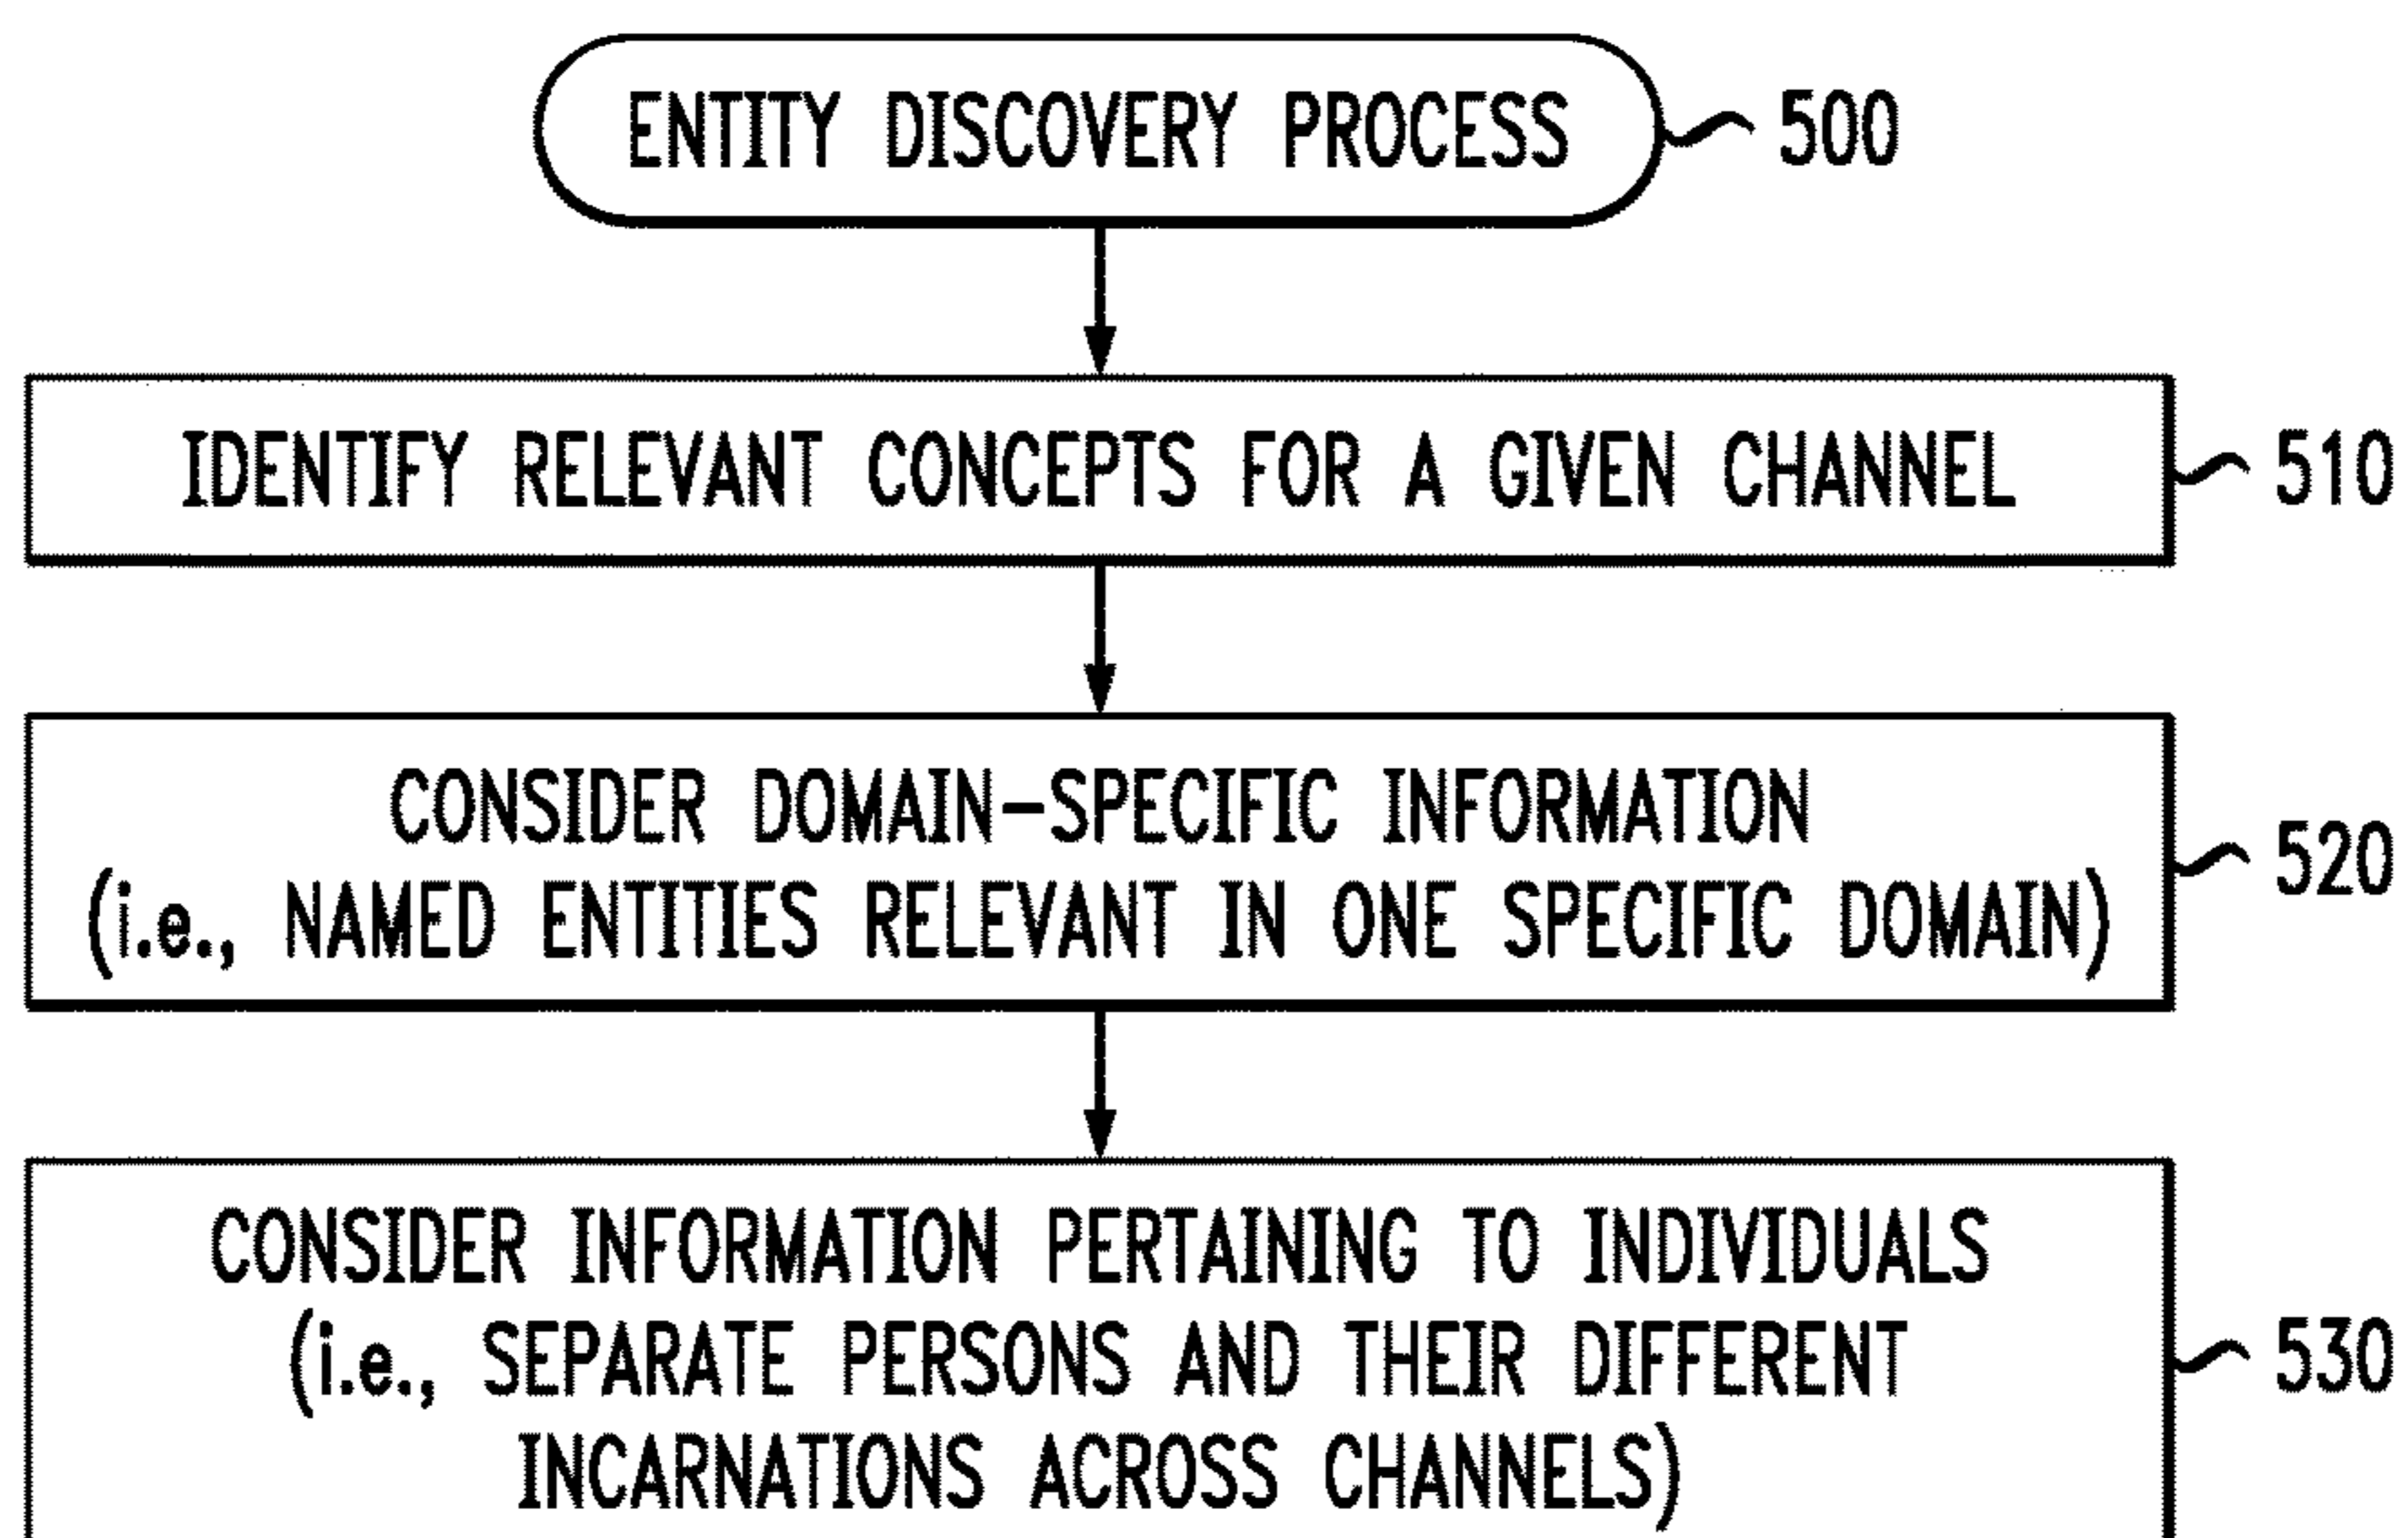 ENTITY DISCOVERY PROCESS 500
IDENTIFY RELEVANT CONCEPTS FOR A GIVEN CHANNEL 510
CONSIDER DOMAIN-SPECIFIC INFORMATION
(i.e., NAMED ENTITIES RELEVANT IN ONE SPECIFIC DOMAIN)
520
CONSIDER INFORMATION PERTAINING TO INDIVIDUALS
(i.e., SEPARATE PERSONS AND THEIR DIFFERENT
INCARNATIONS ACROSS CHANNELS)
530